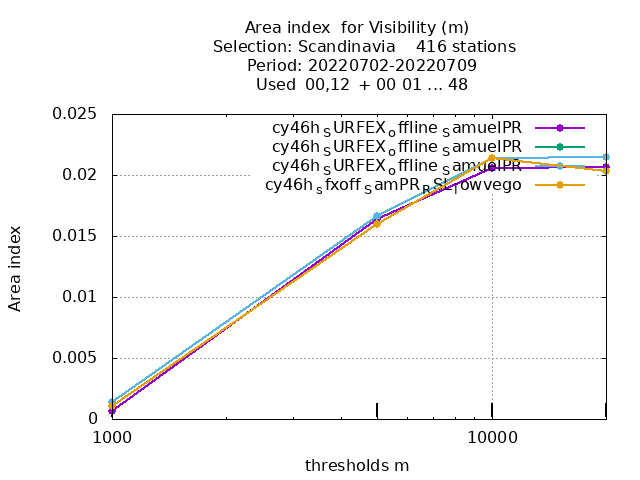 Area index  for Visibility (m)
Selection: Scandinavia    416 stations
Period: 20220702-20220709
Used  00,12  + 00 01 ... 48
cy46h_SURFEX_offline_SamuelPR
cy46h_SURFEX_offline_SamuelPR
cy46h_SURFEX_offline_SamuelPR
cy46h_sfxoff_SamPR_RSL_lowvego
0.025
0.02
0.015
0.01
0.005
0
Area index
1000 10000
thresholds m